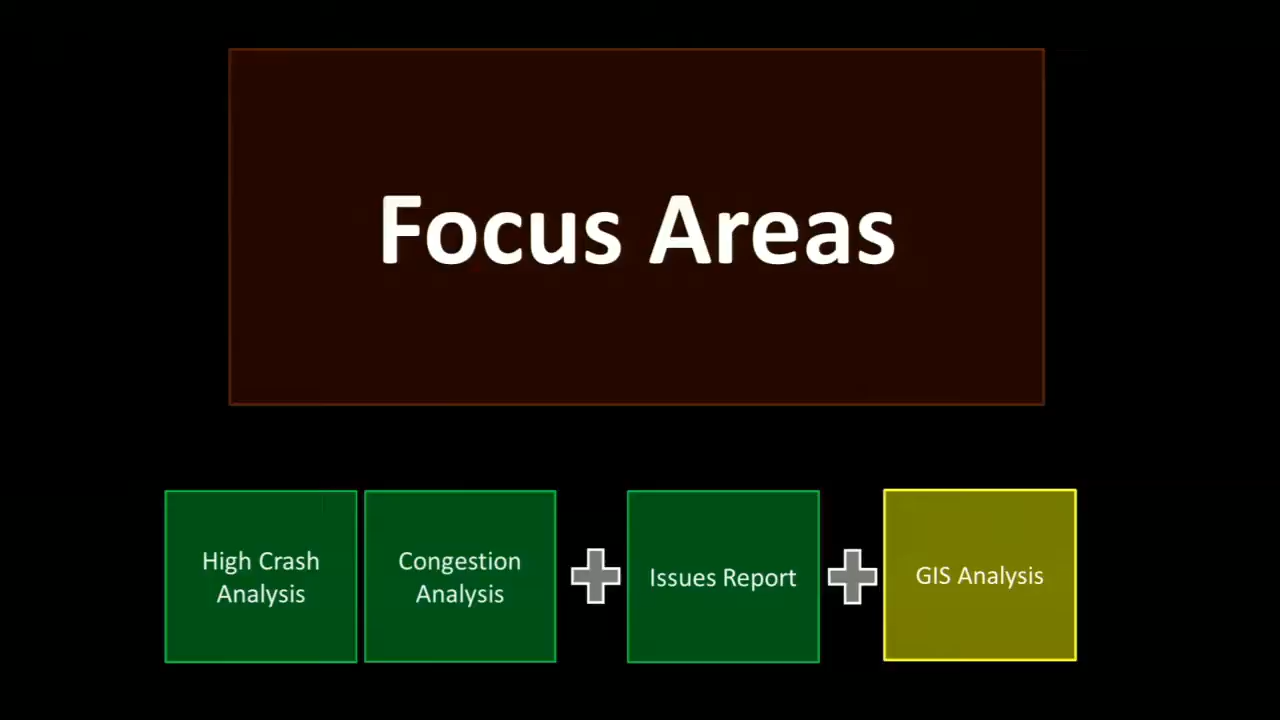 Focus Areas
High Crash
Analysis
Congestion
Analysis
Issues Report
GIS Analysis